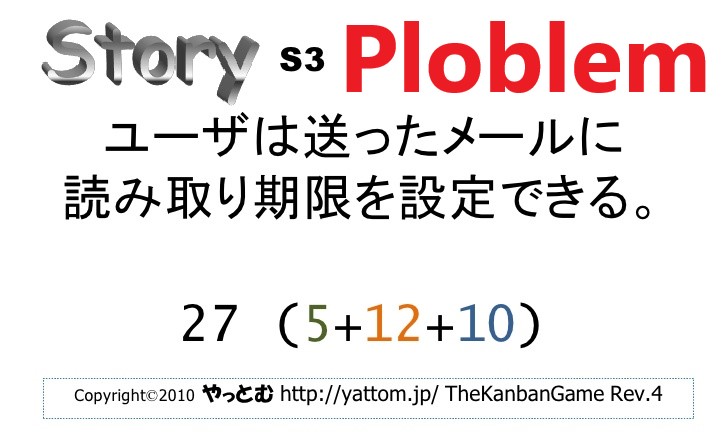 Story S3 Ploblem
ユーザは送ったメールに
読み取り期限を設定できる。
27 (5+12+10)
Copyright©2010 やっとむ http://yattom.jp/ TheKanbanGame Rev.4